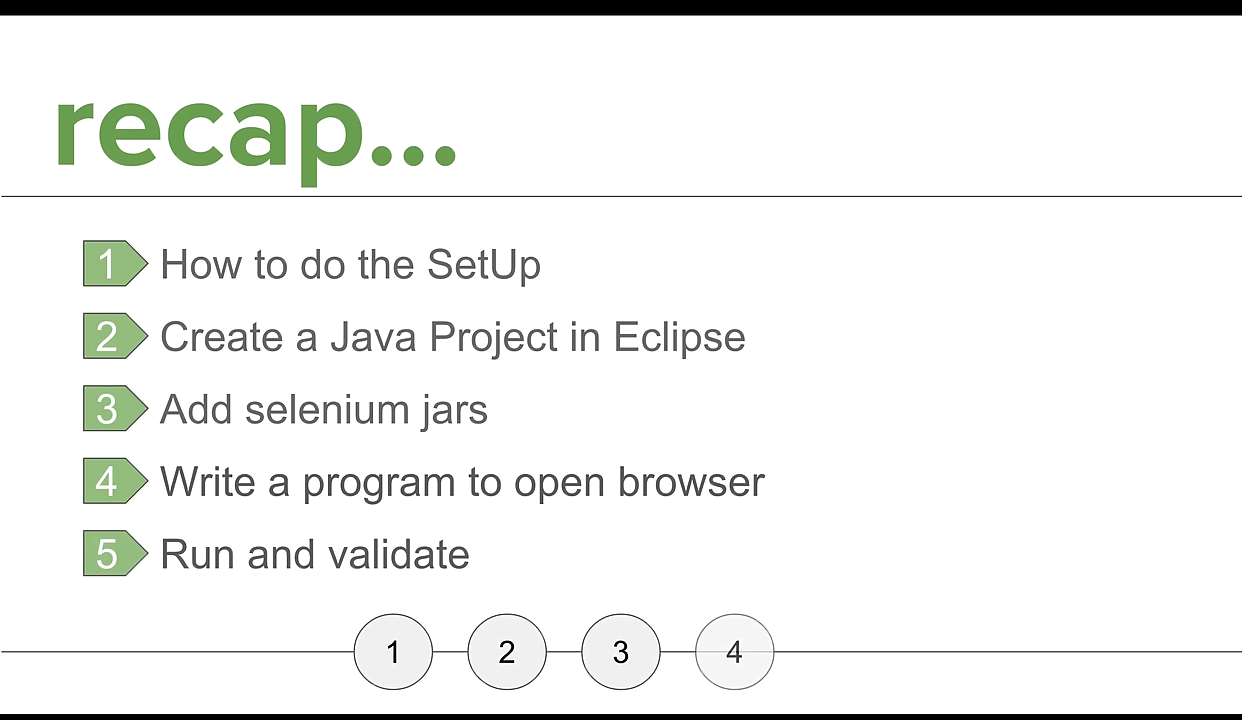 recap...
1 How to do the SetUp
2 Create a Java Project in Eclipse
3 Add selenium jars
4 Write a program to open browser
5 Run and validate
1 2 3 4